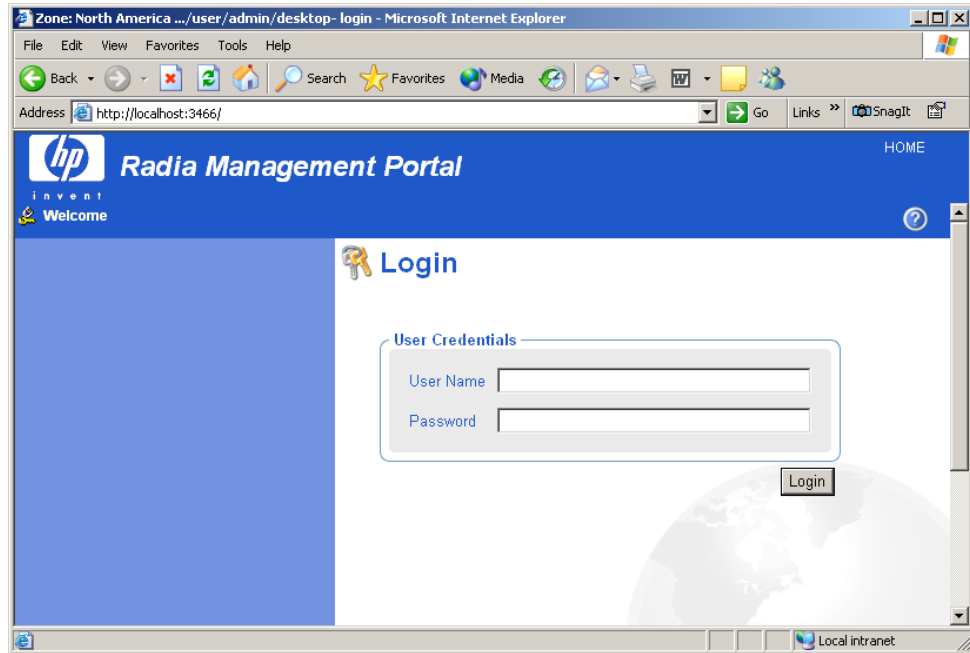 Zone: North America .../user/admin/desktop- login - Microsoft Internet Explorer
File Edit View Favorites Tools Help
Back Search Favorites Media
Address http://localhost:3466/ Go Links » SnagIt
hp
invent
Radia Management Portal
HOME
Welcome
Login
User Credentials
User Name
Password
Login
Local intranet